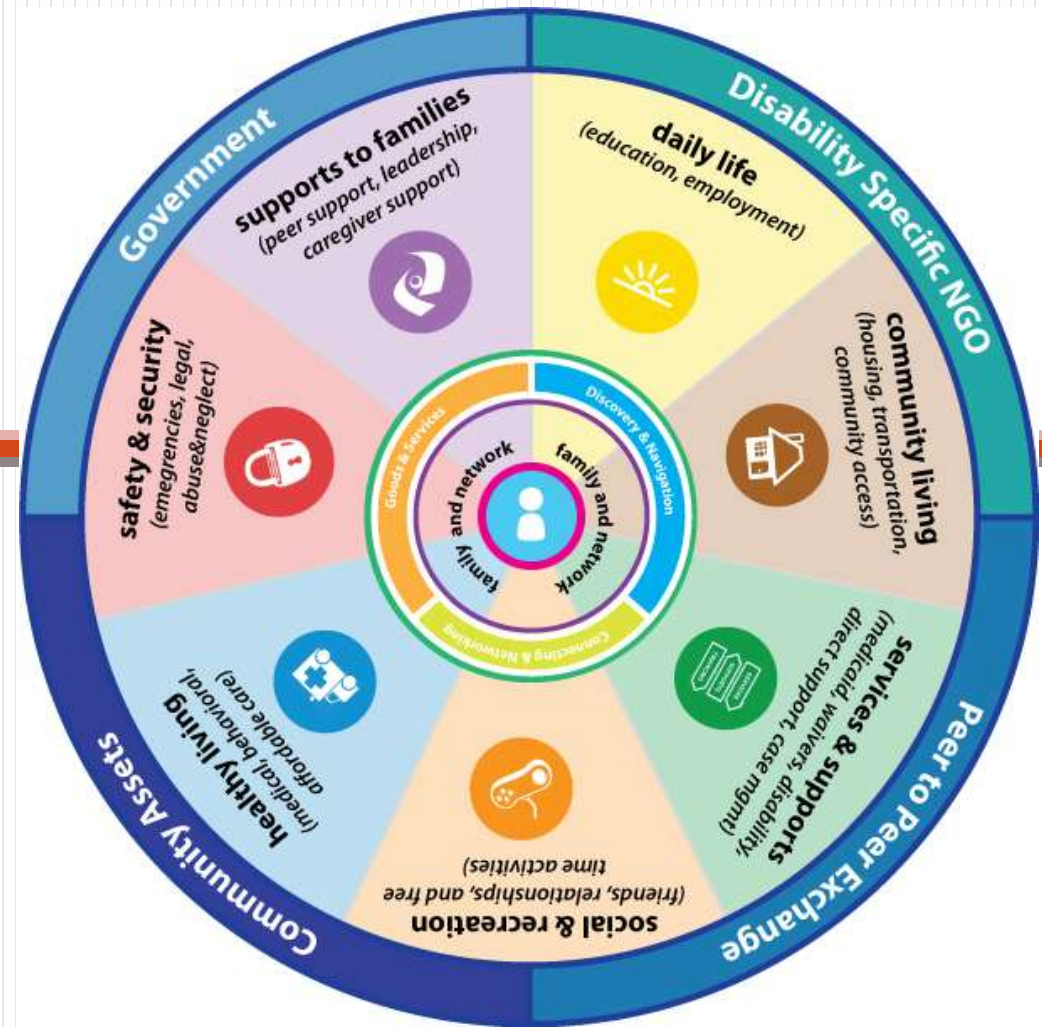 Government
Disability Specific NGO
Peer to Peer Exchange
Community Assets
supports to families
(peer support, leadership,
caregiver support)
daily life
(education, employment)
community living
(housing, transportation,
community access)
services & supports
(medicaid, waivers, disability,
direct support, case mgmt)
social & recreation
(friends, relationships, and free
time activities)
healthy living
(medical, behavioral,
affordable care)
safety & security
(emegrencies, legal,
abuse&neglect)
Goods & Services
Discovery & Navigation
Connecting & Networking
family and network
family and network